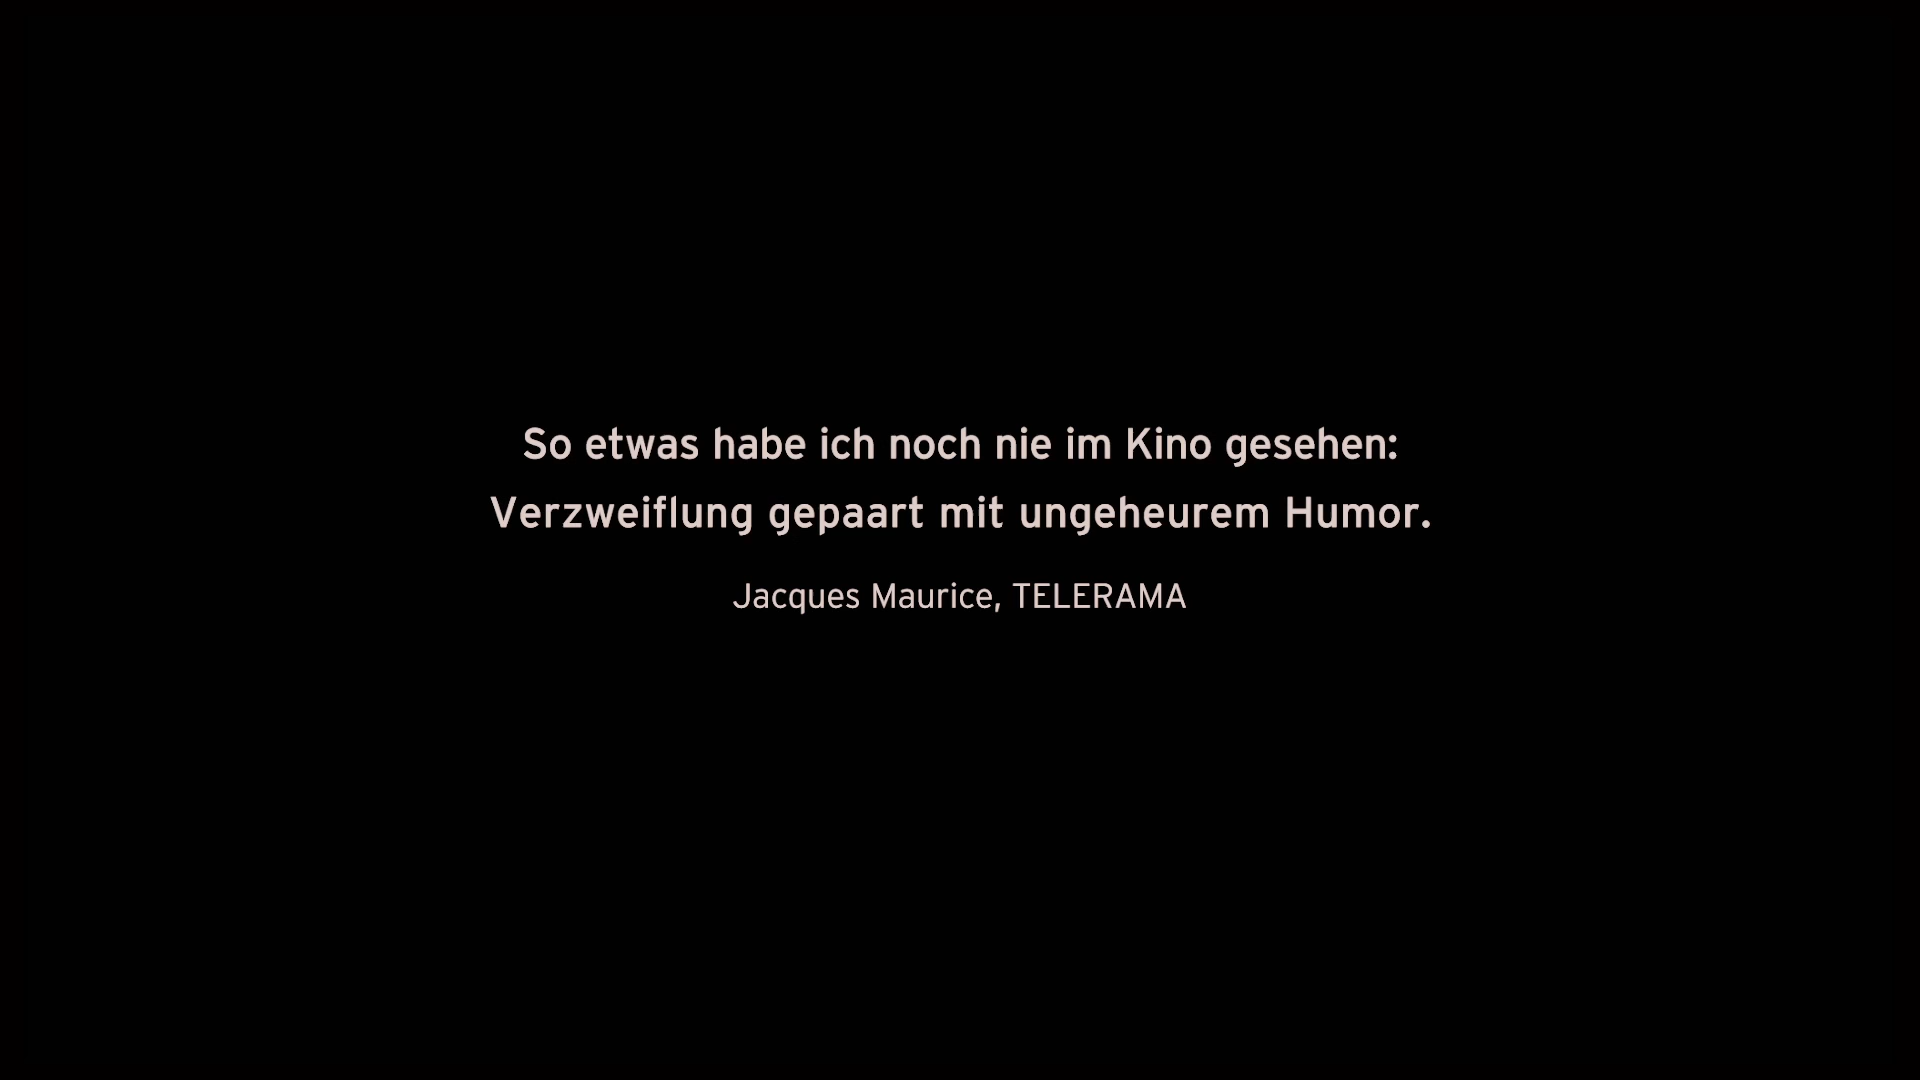 So etwas habe ich noch nie im Kino gesehen:
Verzweiflung gepaart mit ungeheurem Humor.
Jacques Maurice, TELERAMA